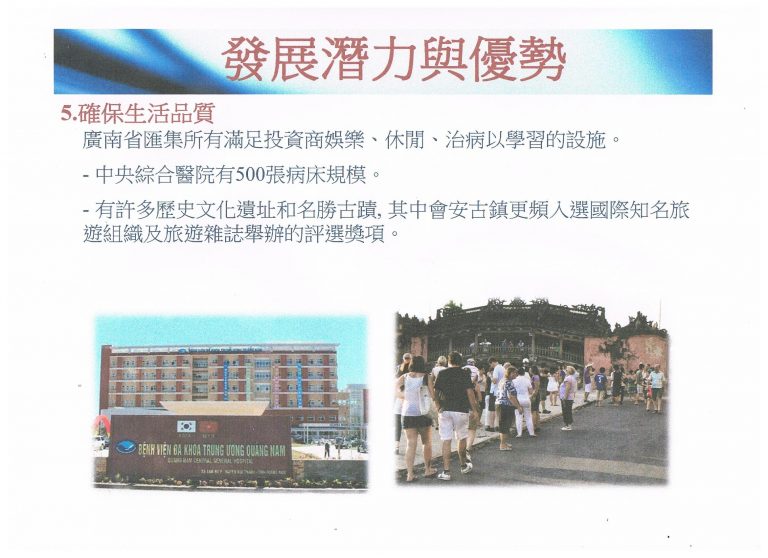 發展潛力與優勢
5.確保生活品質
廣南省匯集所有滿足投資商娛樂、休閒、治病以學習的設施。
- 中央綜合醫院有500張病床規模。
- 有許多歷史文化遺址和名勝古蹟, 其中會安古鎮更頻入選國際知名旅
遊組織及旅遊雜誌舉辦的評選獎項。
BỆNH VIỆN ĐA KHOA TRUNG ƯƠNG QUẢNG NAM
QUANG NAM CENTRAL GENERAL HOSPITAL